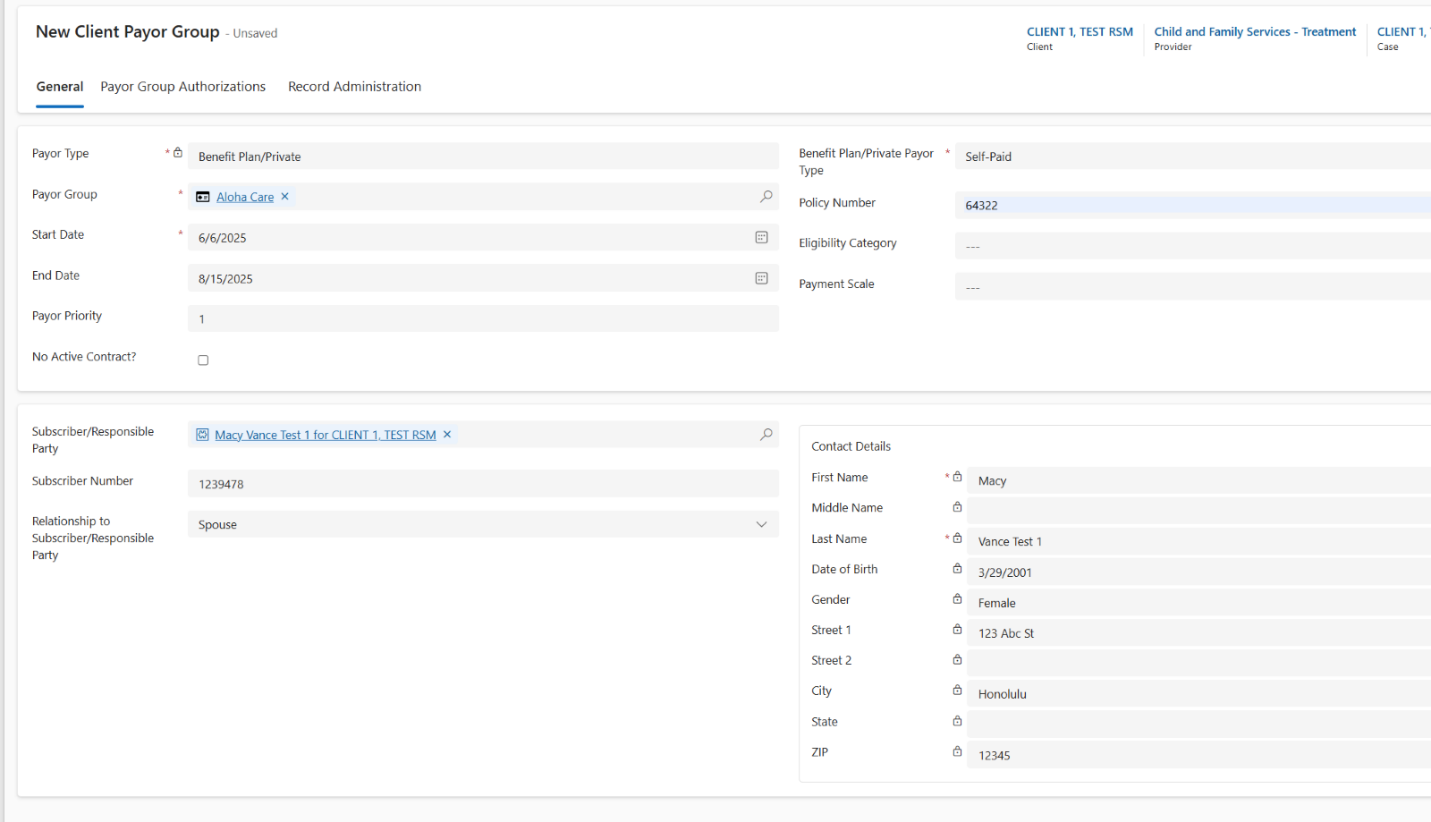 New Client Payor Group - Unsaved
CLIENT 1, TEST RSM
Client
Child and Family Services - Treatment
Provider
CLIENT 1,
Case
General
Payor Group Authorizations
Record Administration
Payor Type * Benefit Plan/Private
Payor Group * Aloha Care
Start Date * 6/6/2025
End Date 8/15/2025
Payor Priority 1
No Active Contract?
Benefit Plan/Private Payor * Self-Paid
Type
Policy Number 64322
Eligibility Category ---
Payment Scale ---
Subscriber/Responsible
Party
Macy Vance Test 1 for CLIENT 1, TEST RSM
Subscriber Number 1239478
Relationship to
Subscriber/Responsible
Party
Spouse
Contact Details
First Name * Macy
Middle Name
Last Name * Vance Test 1
Date of Birth 3/29/2001
Gender Female
Street 1 123 Abc St
Street 2
City Honolulu
State
ZIP 12345